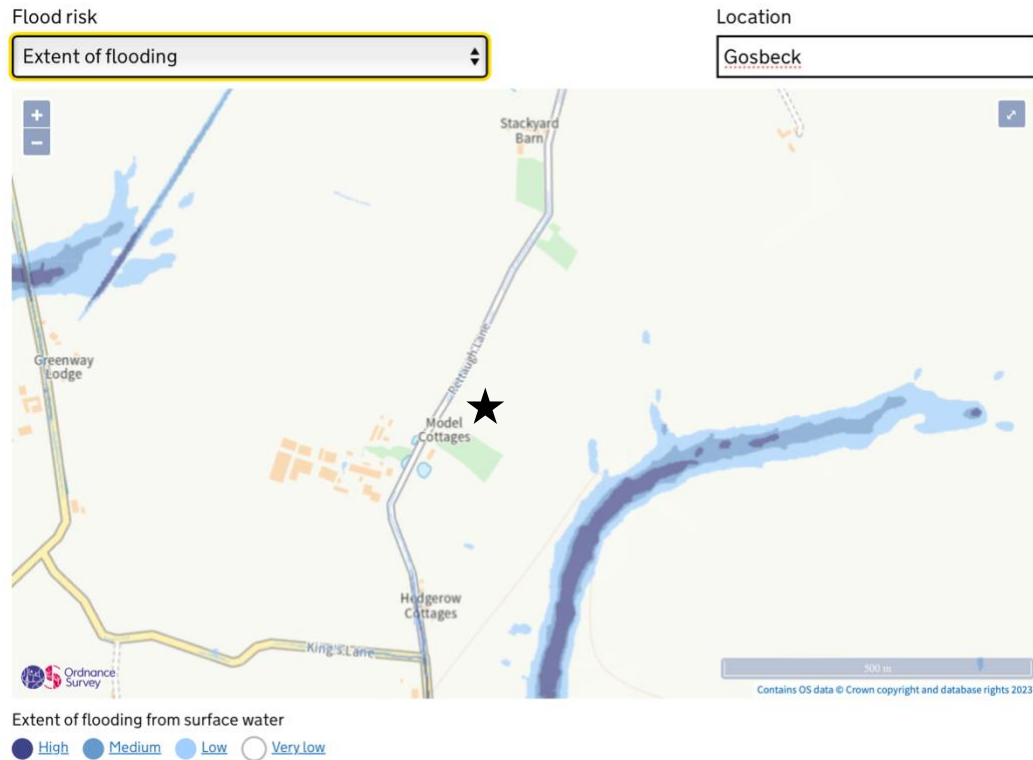 Flood risk
Location
Extent of flooding
Gosbeck
+
−
Stackyard
Barn
Rettaugh Lane
Greenway
Lodge
Model
Cottages
Hedgerow
Cottages
King's Lane
Ordnance
Survey
500 m
Contains OS data © Crown copyright and database rights 2023
Extent of flooding from surface water
High Medium Low Very low